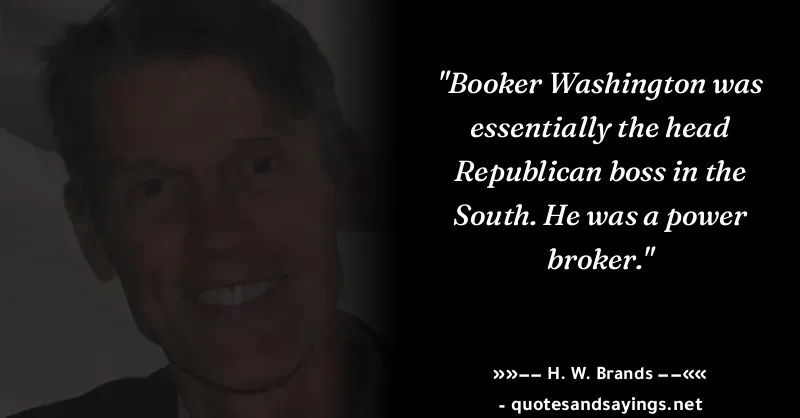 "Booker Washington was
essentially the head
Republican boss in the
South. He was a power
broker."
»»−− H. W. Brands −−««
- quotesandsayings.net